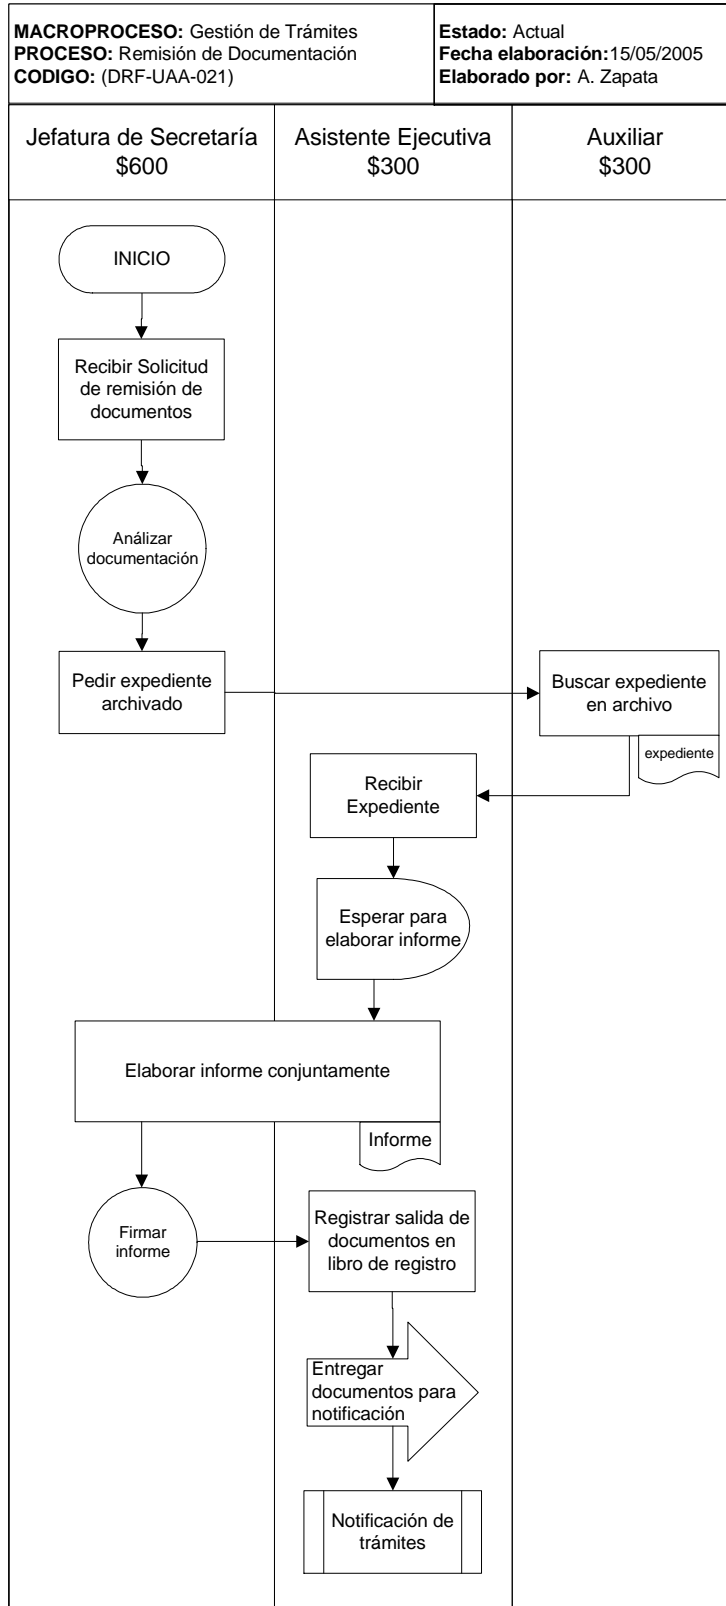 MACROPROCESO: Gestión de Trámites
PROCESO: Remisión de Documentación
CODIGO: (DRF-UAA-021)
Estado: Actual
Fecha elaboración:15/05/2005
Elaborado por: A. Zapata
Jefatura de Secretaría
$600
Asistente Ejecutiva
$300
Auxiliar
$300
INICIO
Recibir Solicitud
de remisión de
documentos
Análizar
documentación
Pedir expediente
archivado
Buscar expediente
en archivo
expediente
Recibir
Expediente
Esperar para
elaborar informe
Elaborar informe conjuntamente
Informe
Firmar
informe
Registrar salida de
documentos en
libro de registro
Entregar
documentos para
notificación
Notificación de
trámites